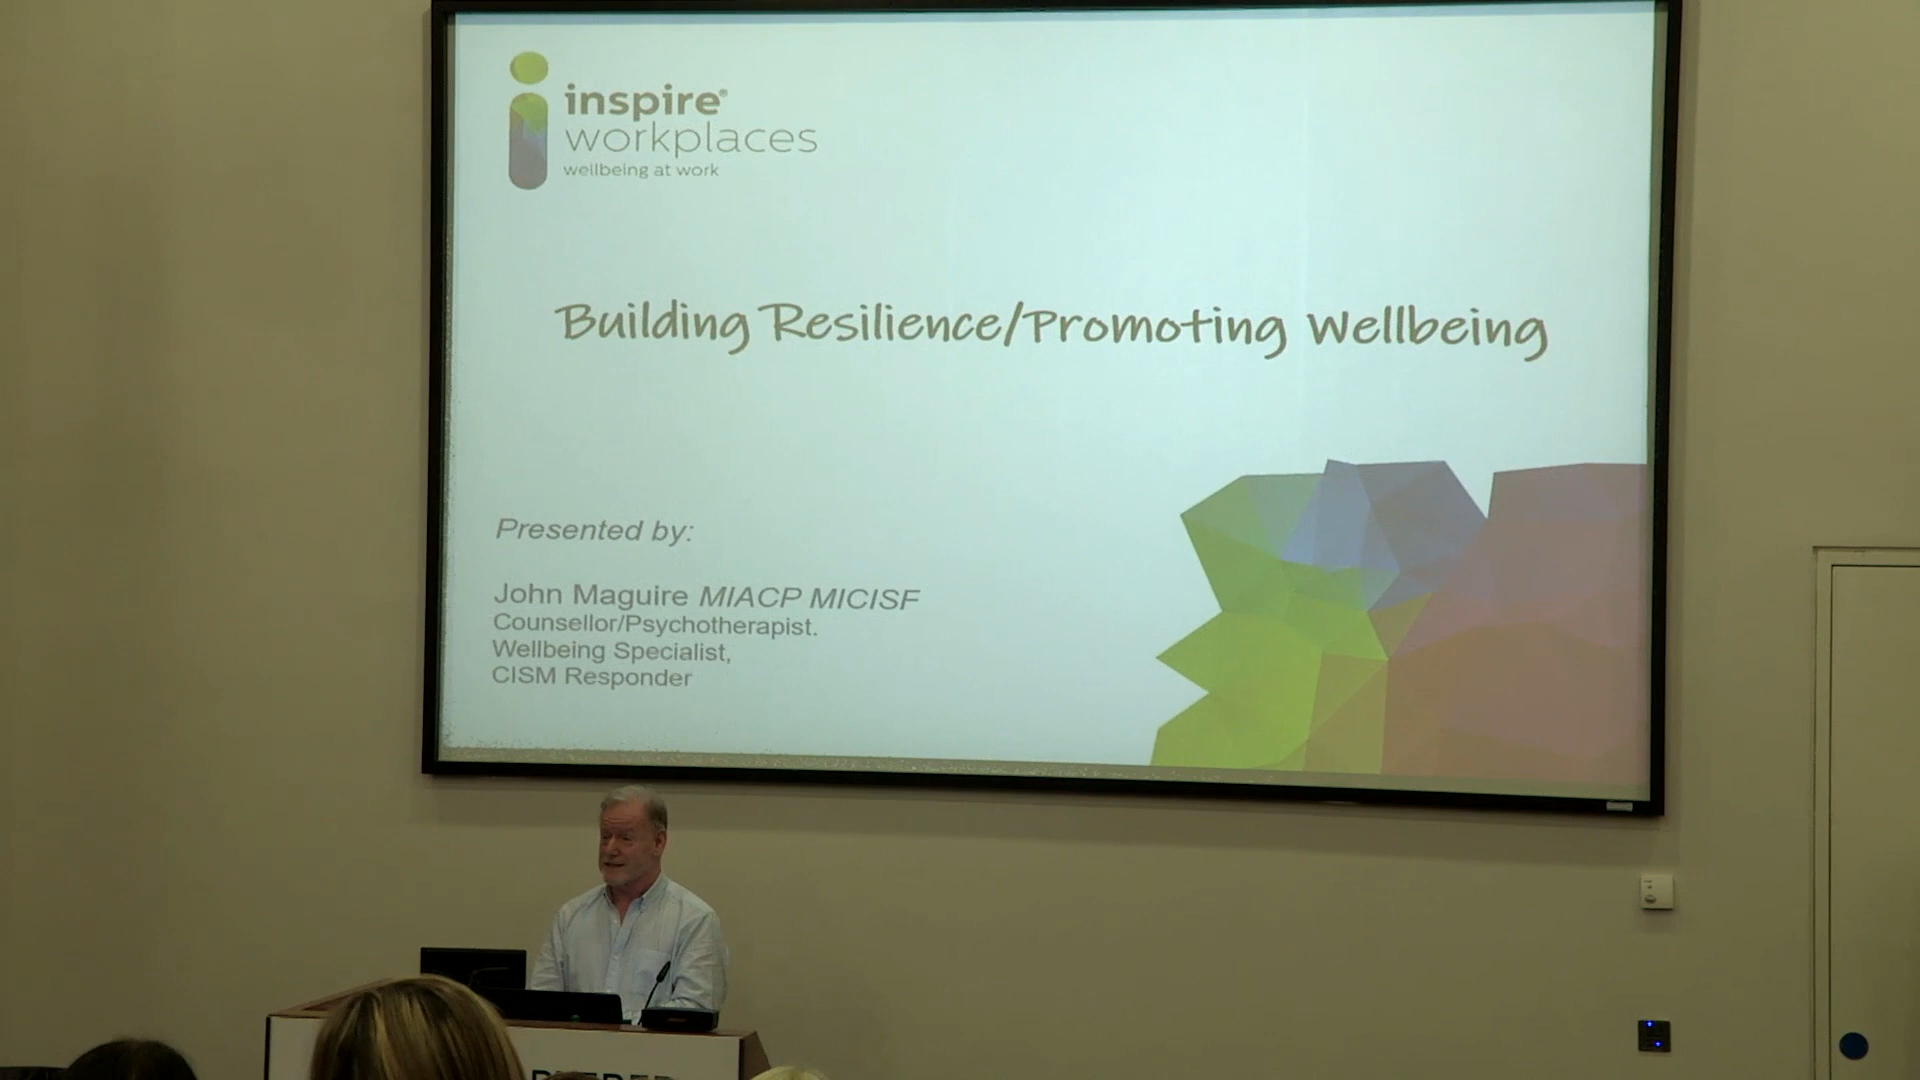 inspire®
workplaces
wellbeing at work
Building Resilience/Promoting Wellbeing
Presented by:
John Maguire MIACP MICISF
Counsellor/Psychotherapist.
Wellbeing Specialist,
CISM Responder